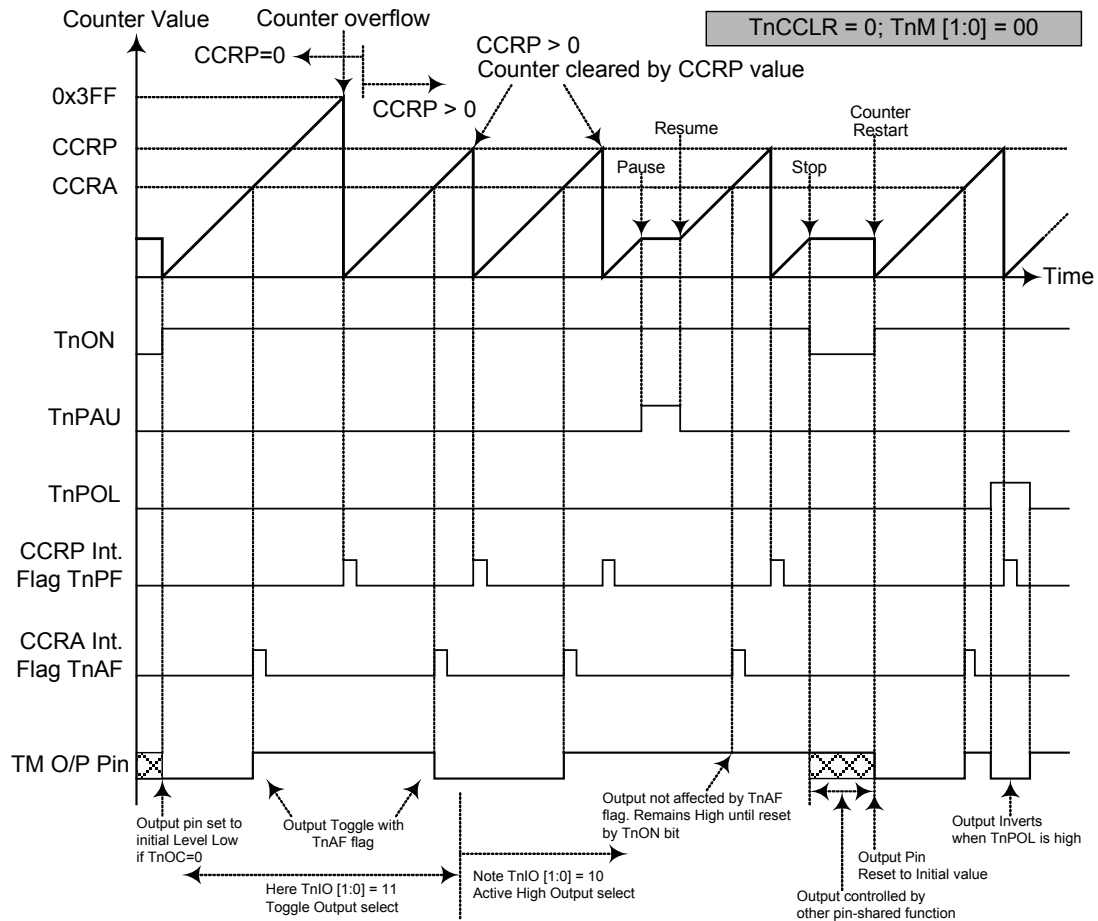 Counter Value
Counter overflow
TnCCLR = 0; TnM [1:0] = 00
CCRP=0
CCRP > 0
CCRP > 0
Counter cleared by CCRP value
0x3FF
CCRP
CCRA
Pause
Resume
Stop
Counter
Restart
Time
TnON
TnPAU
TnPOL
CCRP Int.
Flag TnPF
CCRA Int.
Flag TnAF
TM O/P Pin
Output pin set to
initial Level Low
if TnOC=0
Output Toggle with
TnAF flag
Output not affected by TnAF
flag. Remains High until reset
by TnON bit
Output Inverts
when TnPOL is high
Here TnIO [1:0] = 11
Toggle Output select
Note TnIO [1:0] = 10
Active High Output select
Output Pin
Reset to Initial value
Output controlled by
other pin-shared function